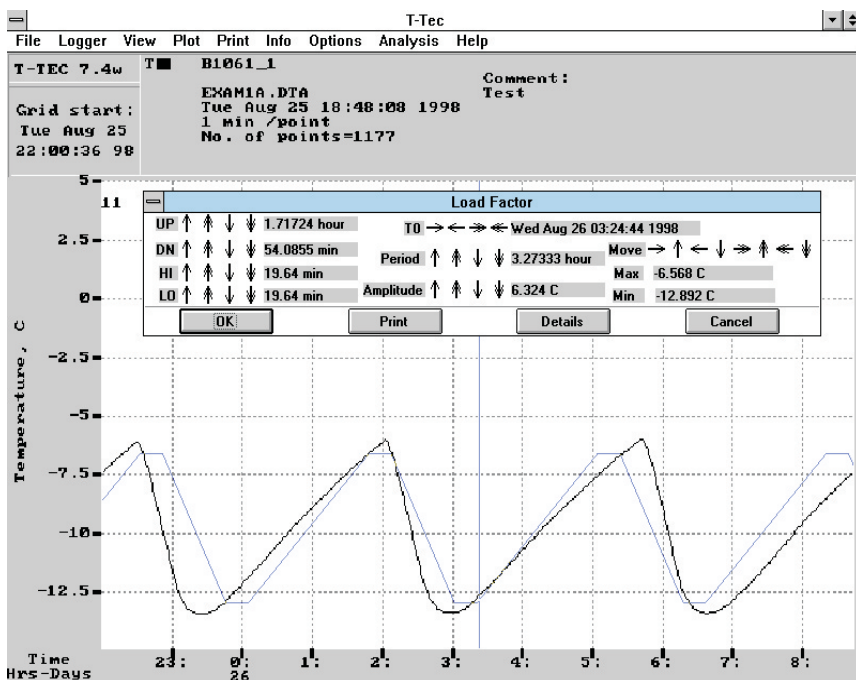 T-Tec
File Logger View Plot Print Info Options Analysis Help
T-TEC 7.4w
Grid start:
Tue Aug 25
22:00:36 98
T B1061_1
EXAM1A.DTA
Tue Aug 25 18:48:08 1998
1 min /point
No. of points=1177
Comment:
Test
11
Load Factor
UP 1.71724 hour
DN 54.0855 min
HI 19.64 min
LO 19.64 min
T0 Wed Aug 26 03:24:44 1998
Period 3.27333 hour
Amplitude 6.324 C
Move
Max -6.568 C
Min -12.892 C
OK Print Details Cancel
Temperature, C
5
2.5
0
-2.5
-5
-7.5
-10
-12.5
Time
Hrs-Days
23: 0: 1: 2: 3: 4: 5: 6: 7: 8:
26